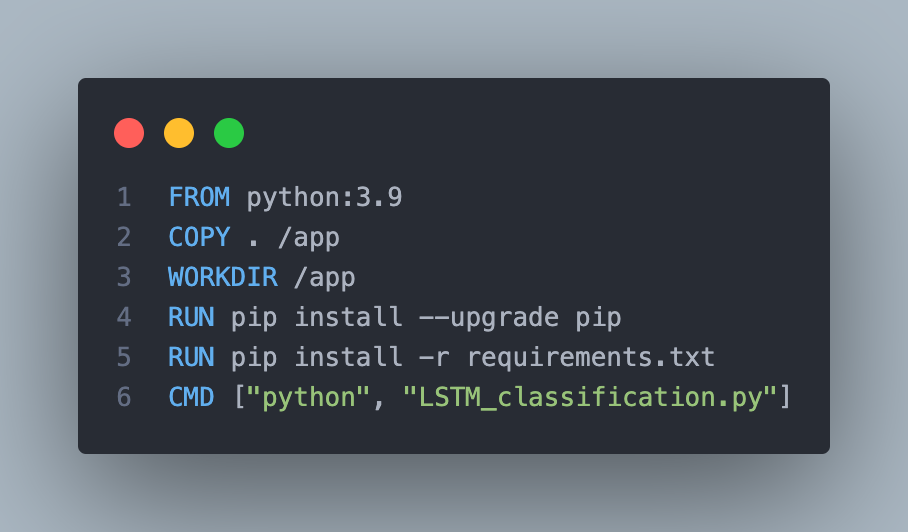 1 FROM python:3.9
2 COPY . /app
3 WORKDIR /app
4 RUN pip install --upgrade pip
5 RUN pip install -r requirements.txt
6 CMD ["python", "LSTM_classification.py"]